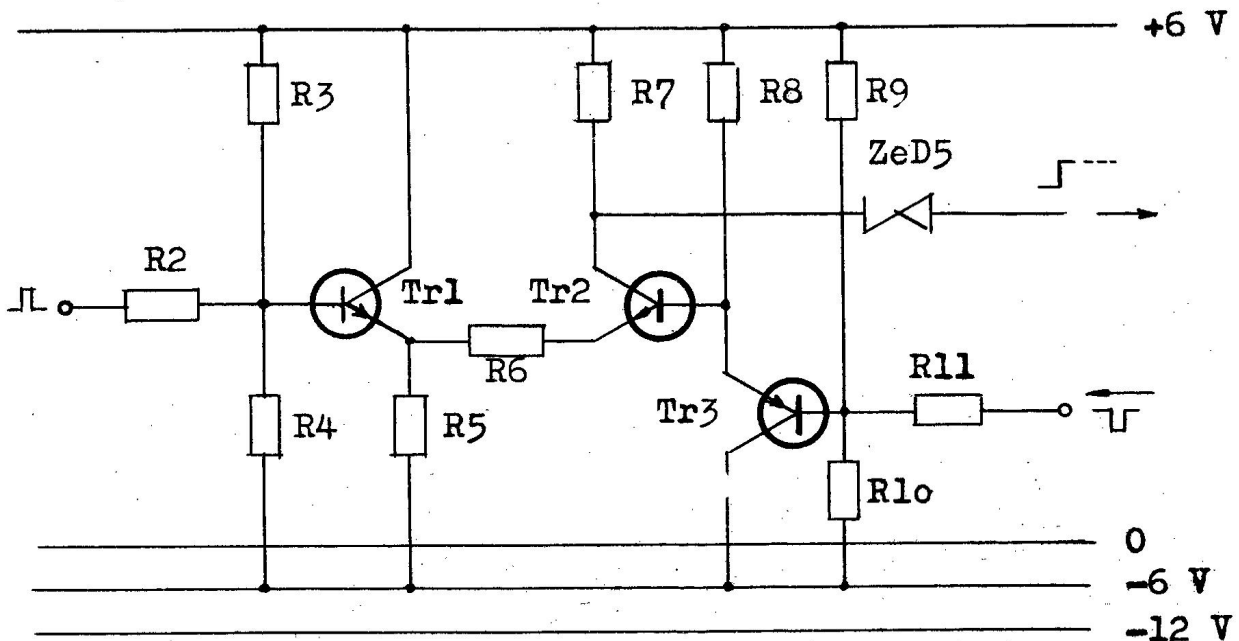 +6 V
R3
R7
R8
R9
ZeD5
R2
Tr1
Tr2
R6
R11
Tr3
R4
R5
R1o
0
-6 V
-12 V